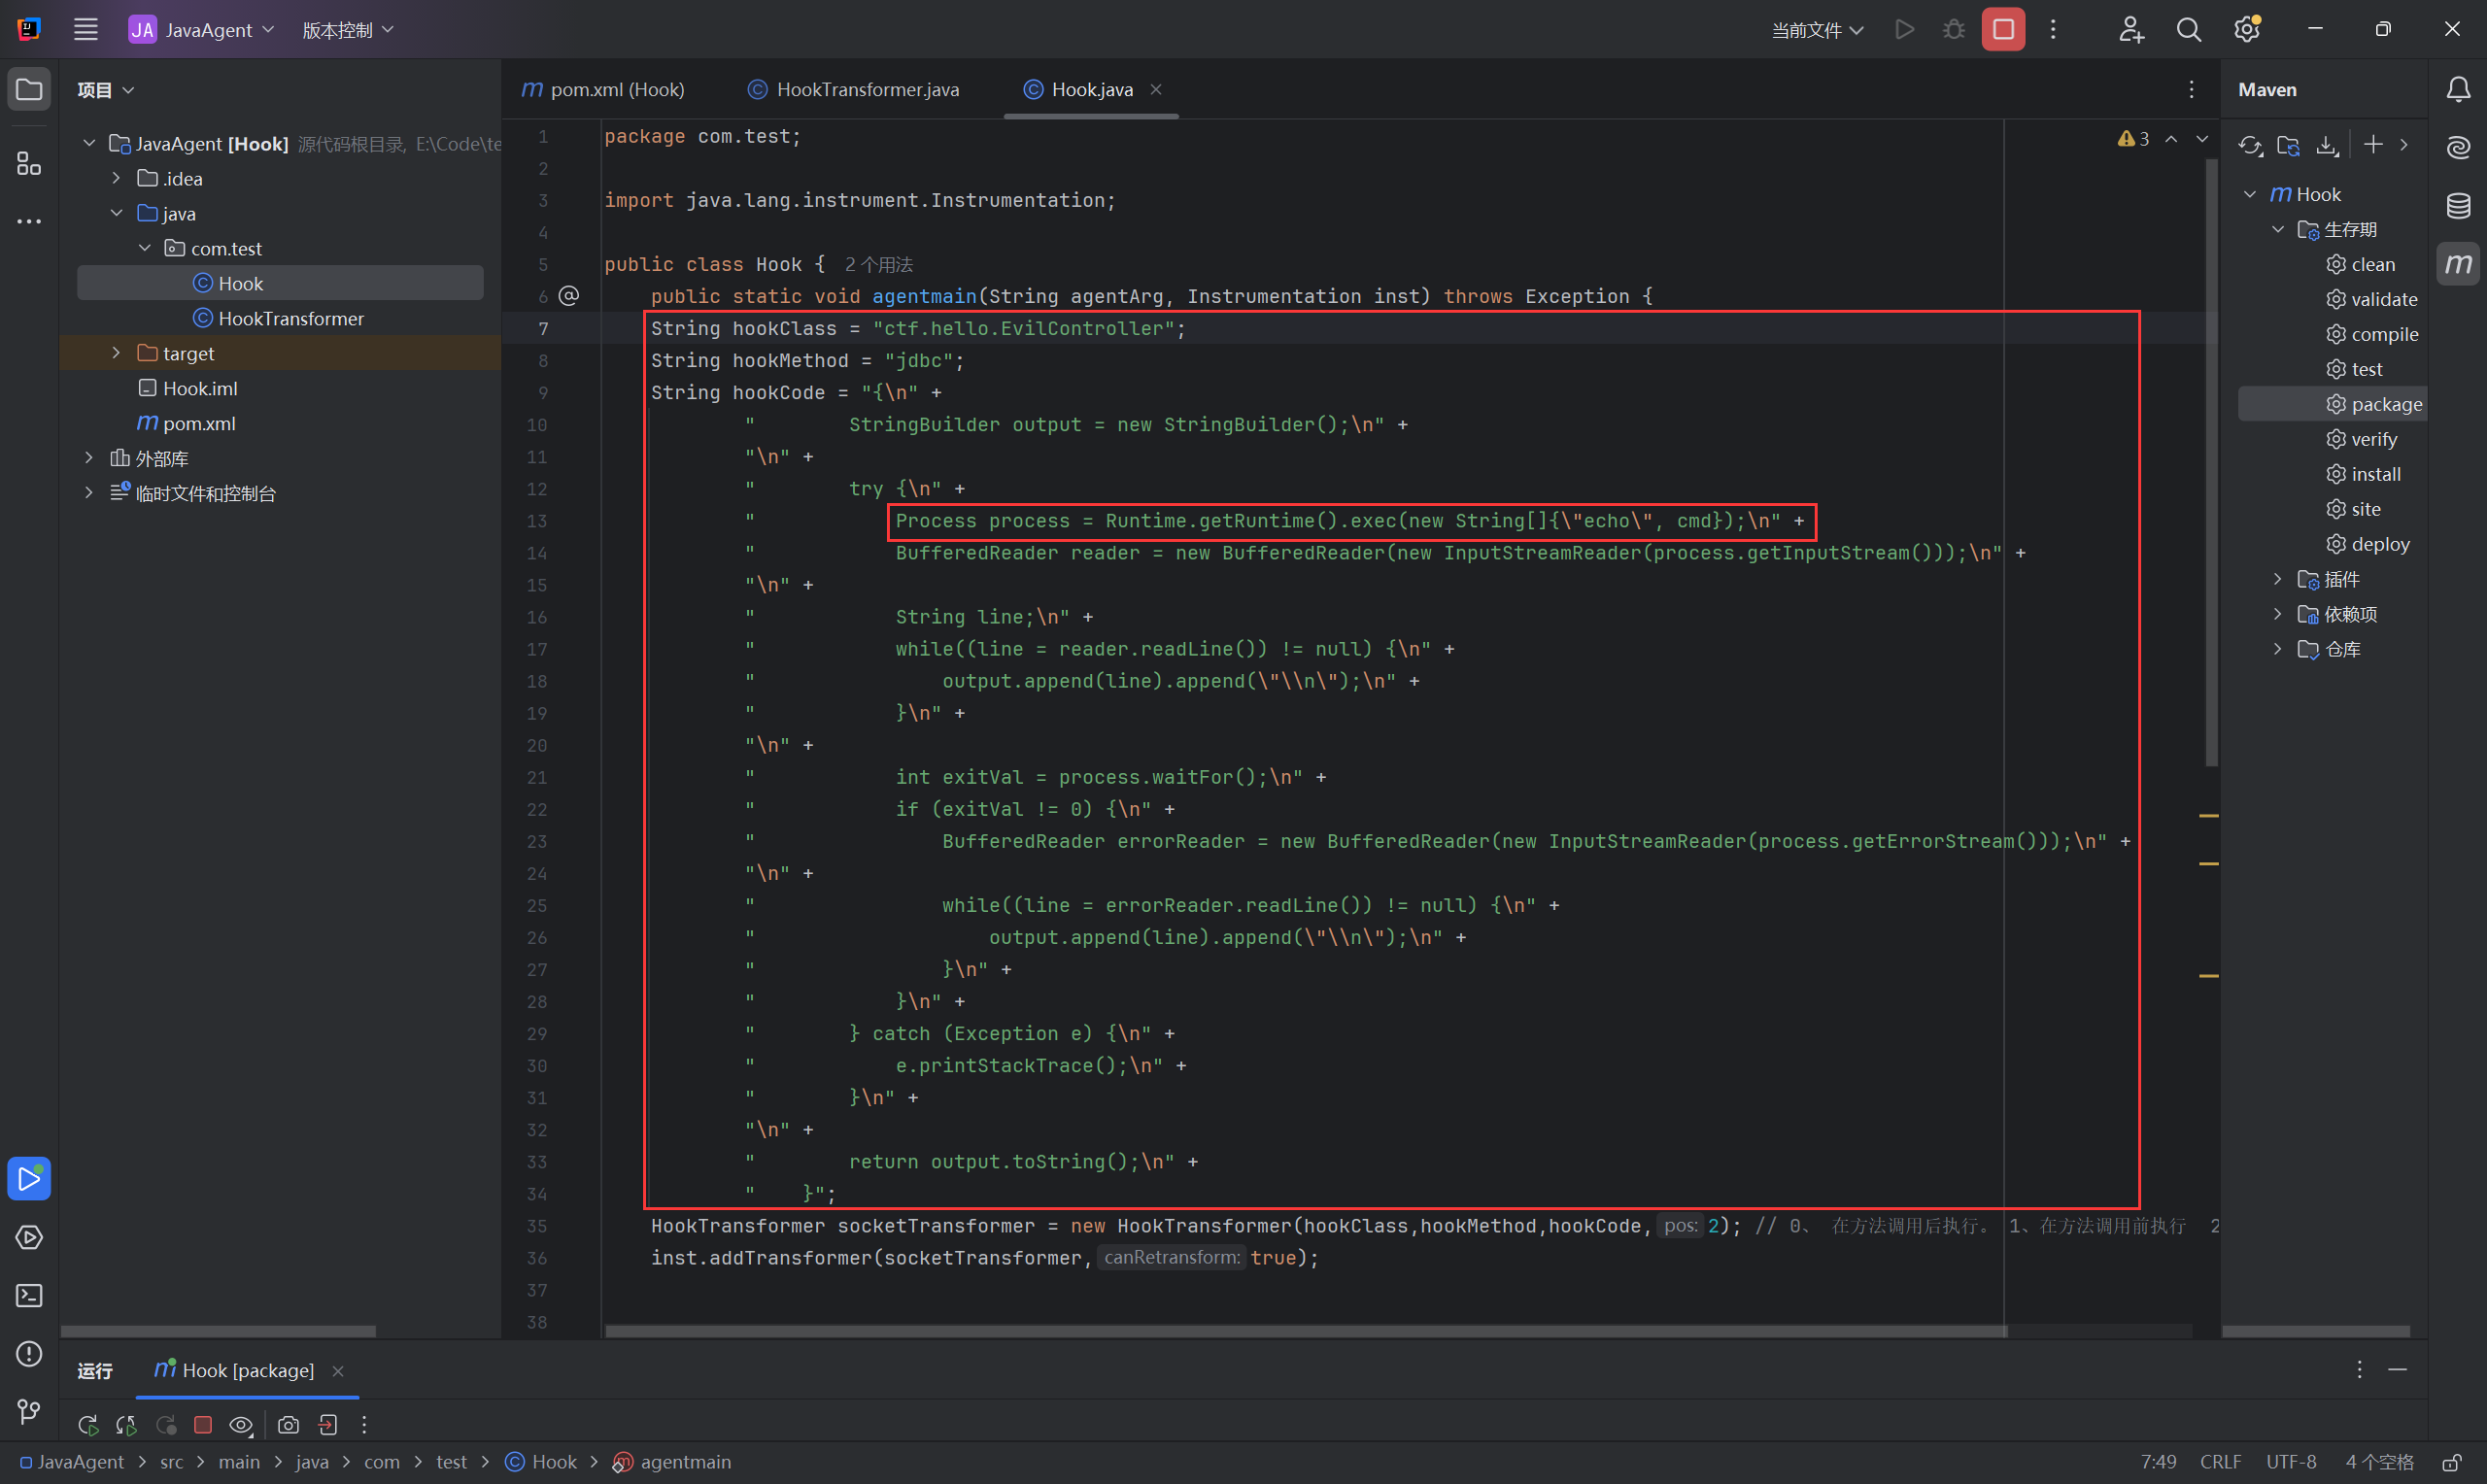 JA JavaAgent 版本控制 当前文件
项目
JavaAgent [Hook] 源代码根目录, E:\Code\te
.idea
java
com.test
Hook
HookTransformer
target
Hook.iml
m pom.xml
外部库
临时文件和控制台
m pom.xml (Hook) HookTransformer.java Hook.java
3
1 package com.test;
2
3 import java.lang.instrument.Instrumentation;
4
5 public class Hook { 2 个用法
6 @ public static void agentmain(String agentArg, Instrumentation inst) throws Exception {
7 String hookClass = "ctf.hello.EvilController";
8 String hookMethod = "jdbc";
9 String hookCode = "{\n" +
10 " StringBuilder output = new StringBuilder();\n" +
11 "\n" +
12 " try {\n" +
13 " Process process = Runtime.getRuntime().exec(new String[]{\"echo\", cmd});\n" +
14 " BufferedReader reader = new BufferedReader(new InputStreamReader(process.getInputStream()));\n" +
15 "\n" +
16 " String line;\n" +
17 " while((line = reader.readLine()) != null) {\n" +
18 " output.append(line).append(\"\\n\");\n" +
19 " }\n" +
20 "\n" +
21 " int exitVal = process.waitFor();\n" +
22 " if (exitVal != 0) {\n" +
23 " BufferedReader errorReader = new BufferedReader(new InputStreamReader(process.getErrorStream()));\n" +
24 "\n" +
25 " while((line = errorReader.readLine()) != null) {\n" +
26 " output.append(line).append(\"\\n\");\n" +
27 " }\n" +
28 " }\n" +
29 " } catch (Exception e) {\n" +
30 " e.printStackTrace();\n" +
31 " }\n" +
32 "\n" +
33 " return output.toString();\n" +
34 " }";
35 HookTransformer socketTransformer = new HookTransformer(hookClass,hookMethod,hookCode, pos: 2); // 0、 在方法调用后执行。 1、在方法调用前执行 2
36 inst.addTransformer(socketTransformer, canRetransform: true);
37
38
Maven
m Hook
生存期
clean
validate
compile
test
package
verify
install
site
deploy
插件
依赖项
仓库
m
运行 m Hook [package]
JavaAgent > src > main > java > com > test > Hook > agentmain 7:49 CRLF UTF-8 4 个空格